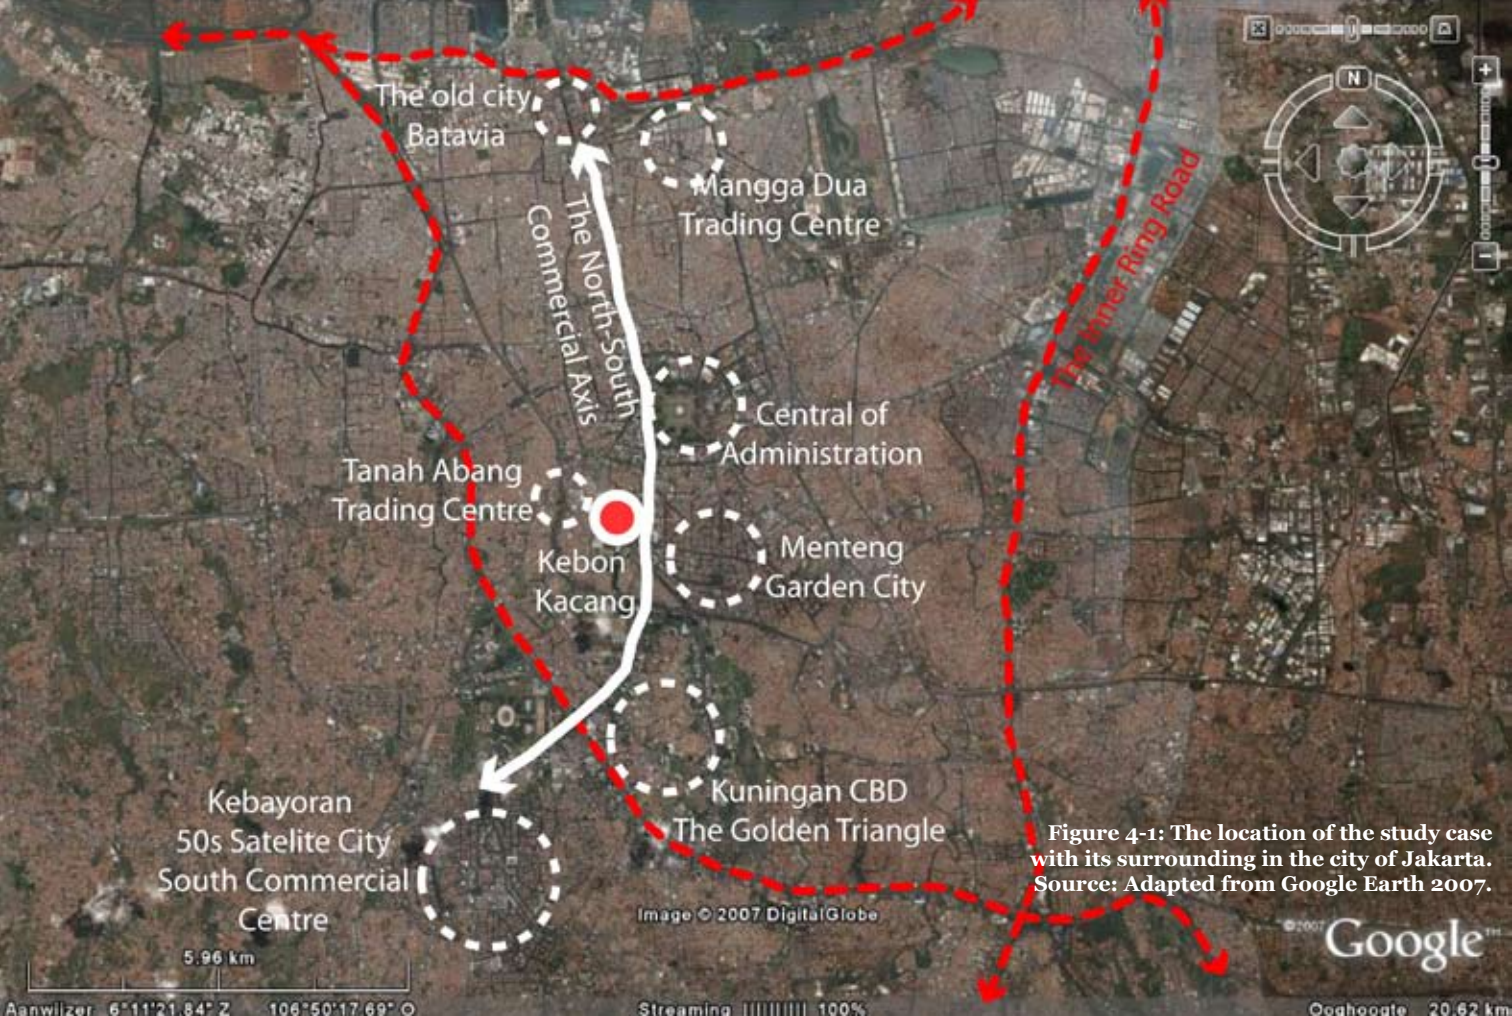 N
The old city
Batavia
Mangga Dua
Trading Centre
The North-South
Commercial Axis
The Inner Ring Road
Central of
Administration
Tanah Abang
Trading Centre
Kebon
Kacang
Menteng
Garden City
Kuningan CBD
The Golden Triangle
Kebayoran
50s Satelite City
South Commercial
Centre
Figure 4-1: The location of the study case
with its surrounding in the city of Jakarta.
Source: Adapted from Google Earth 2007.
Image © 2007 DigitalGlobe
©2007 Google™
5.96 km
Aanwijzer 6°11'21.84" Z 106°50'17.69" O
Streaming |||||||||| 100%
Ooghoogte 20.62 km